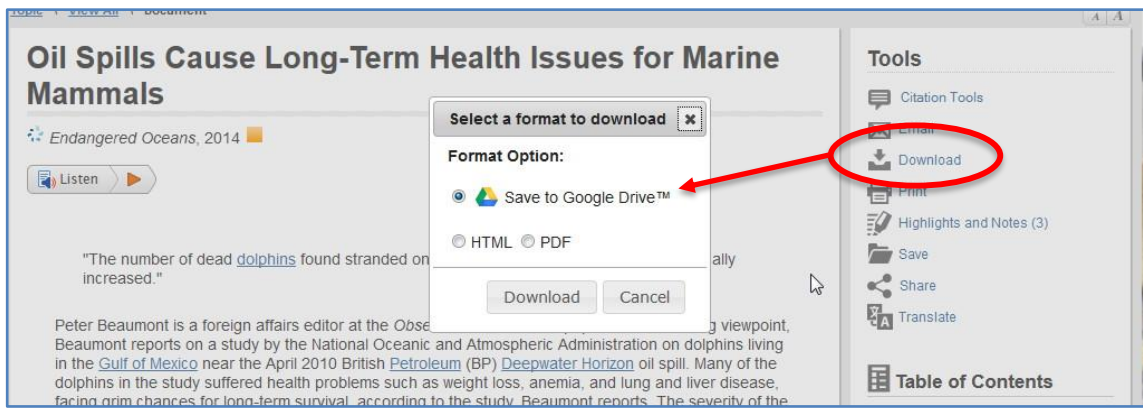 Topic View All Document
A A
Oil Spills Cause Long-Term Health Issues for Marine
Mammals
Endangered Oceans, 2014
Listen
"The number of dead dolphins found stranded on
ally
increased."
Peter Beaumont is a foreign affairs editor at the Obse
g viewpoint,
Beaumont reports on a study by the National Oceanic and Atmospheric Administration on dolphins living
in the Gulf of Mexico near the April 2010 British Petroleum (BP) Deepwater Horizon oil spill. Many of the
dolphins in the study suffered health problems such as weight loss, anemia, and lung and liver disease,
facing grim chances for long-term survival, according to the study, Beaumont reports. The severity of the
Select a format to download
Format Option:
Save to Google Drive™
HTML PDF
Download Cancel
Tools
Citation Tools
Email
Download
Print
Highlights and Notes (3)
Save
Share
Translate
Table of Contents